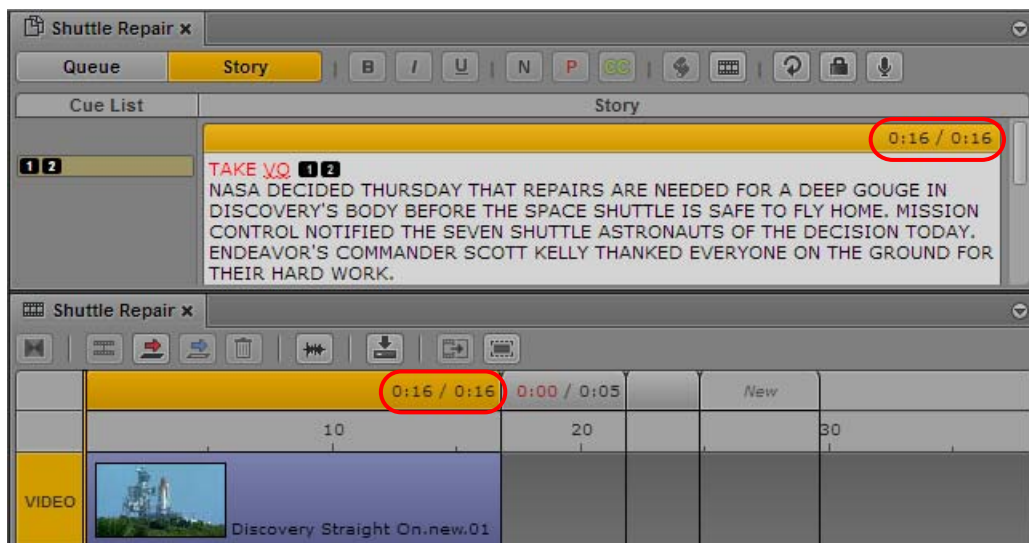 Shuttle Repair x
Queue Story B I U N P CC
Cue List Story
0:16 / 0:16
1 2
TAKE VO 1 2
NASA DECIDED THURSDAY THAT REPAIRS ARE NEEDED FOR A DEEP GOUGE IN
DISCOVERY'S BODY BEFORE THE SPACE SHUTTLE IS SAFE TO FLY HOME. MISSION
CONTROL NOTIFIED THE SEVEN SHUTTLE ASTRONAUTS OF THE DECISION TODAY.
ENDEAVOR'S COMMANDER SCOTT KELLY THANKED EVERYONE ON THE GROUND FOR
THEIR HARD WORK.
Shuttle Repair x
0:16 / 0:16 0:00 / 0:05 New
10 20 30
VIDEO
Discovery Straight On.new.01